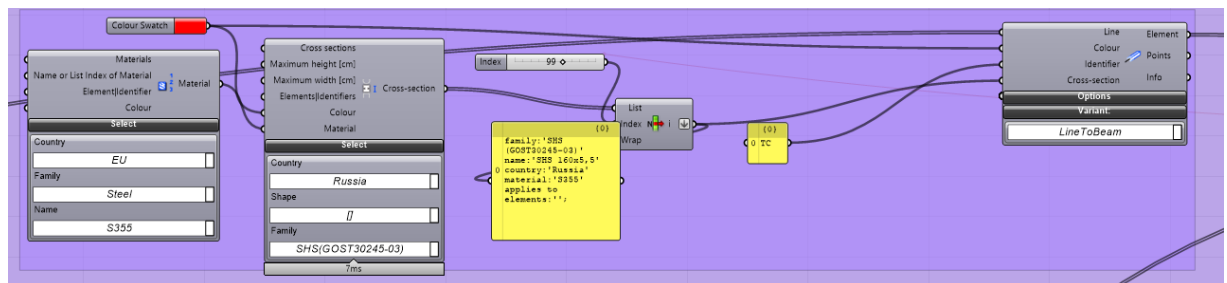 Colour Swatch
Materials
Name or List Index of Material
Element|Identifier
Colour
Material
Select
Country
EU
Family
Steel
Name
S355
Cross sections
Maximum height [cm]
Maximum width [cm]
Elements|Identifiers
Colour
Material
Cross-section
Select
Country
Russia
Shape
[]
Family
SHS(GOST30245-03)
7ms
Index
99
{0}
family:'SHS
(GOST30245-03)'
name:'SHS 160x5,5'
0 country:'Russia'
material:'S355'
applies to
elements:'';
List
Index
Wrap
i
{0}
0 TC
Line
Colour
Identifier
Cross-section
Element
Points
Info
Options
Variant:
LineToBeam